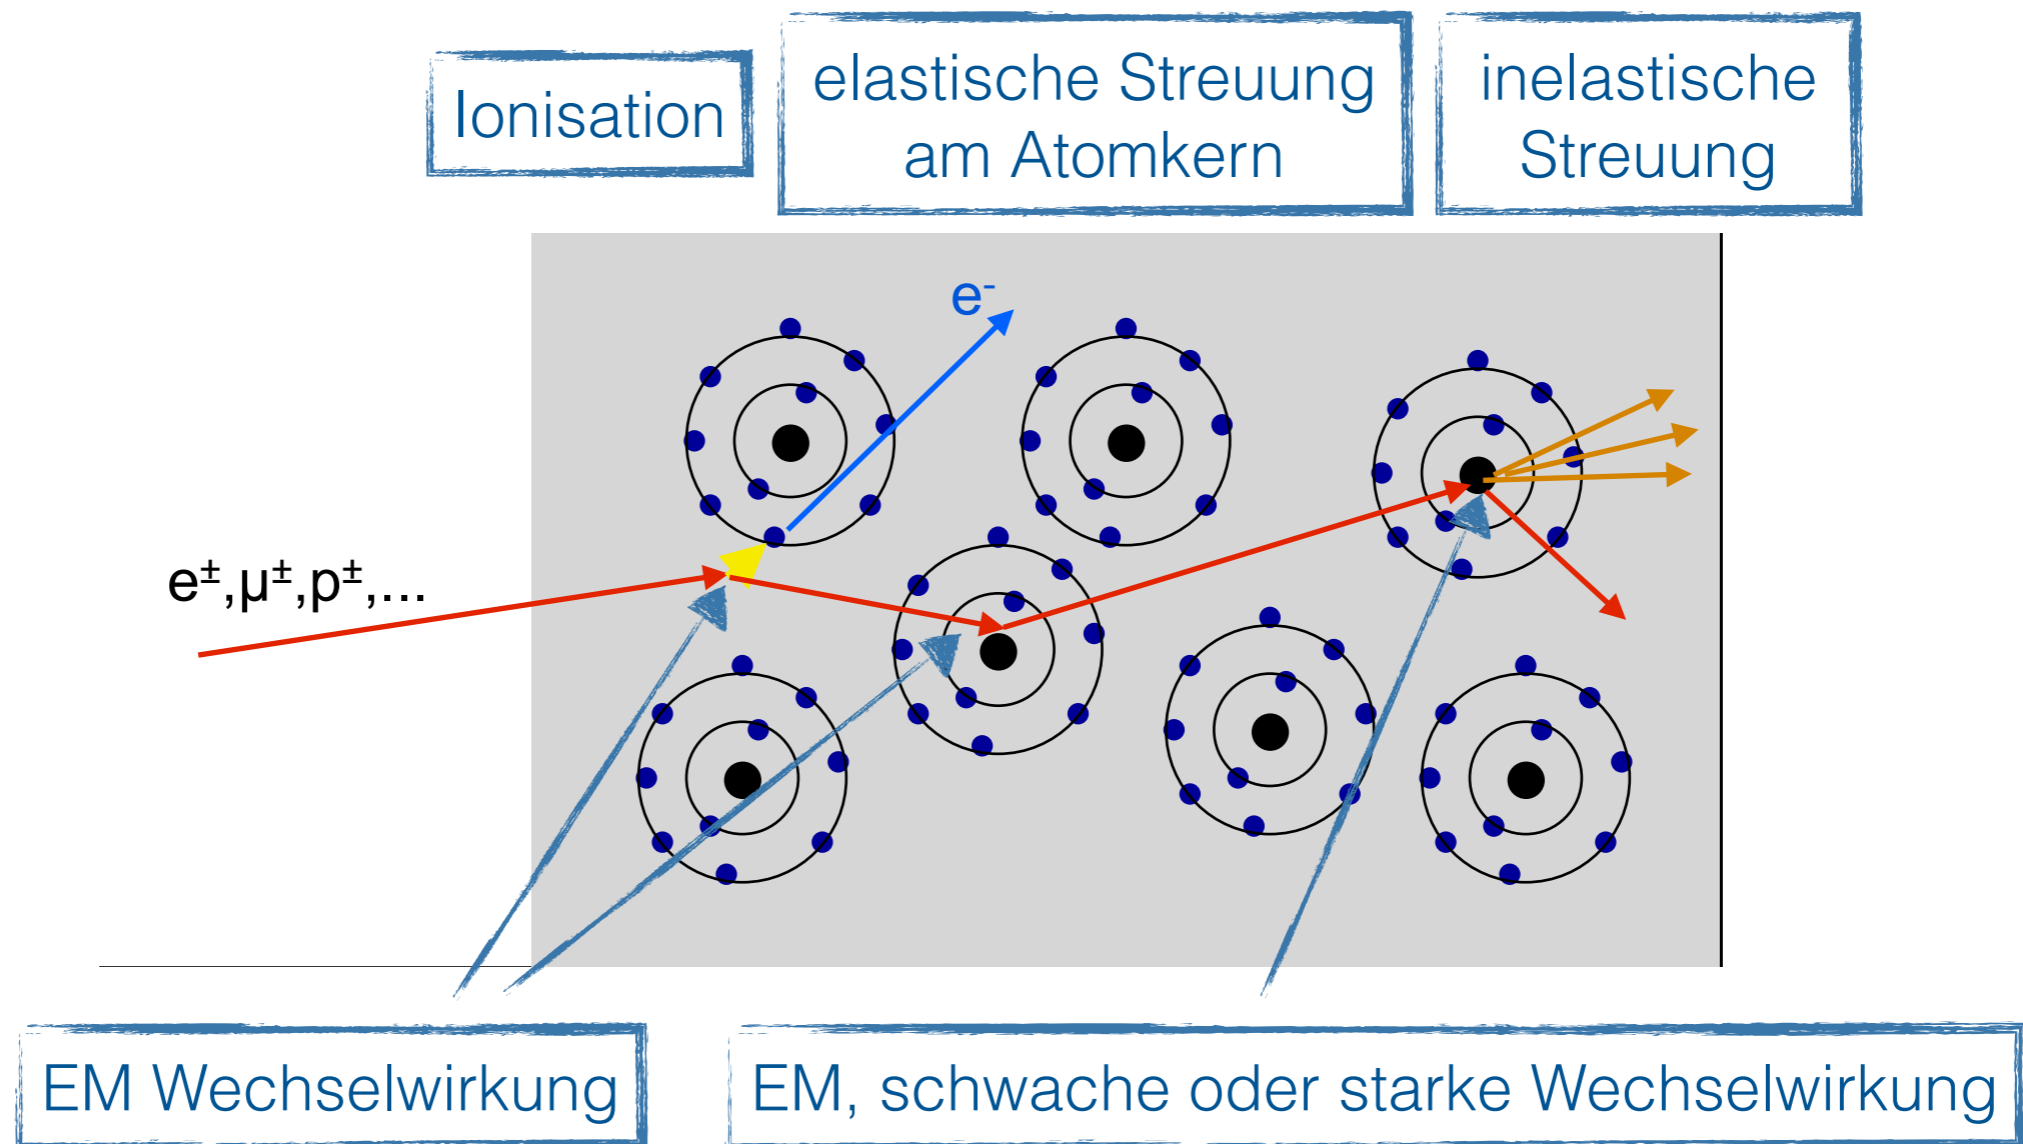 Ionisation
elastische Streuung
am Atomkern
inelastische
Streuung
e⁻
e±,µ±,p±,...
EM Wechselwirkung
EM, schwache oder starke Wechselwirkung